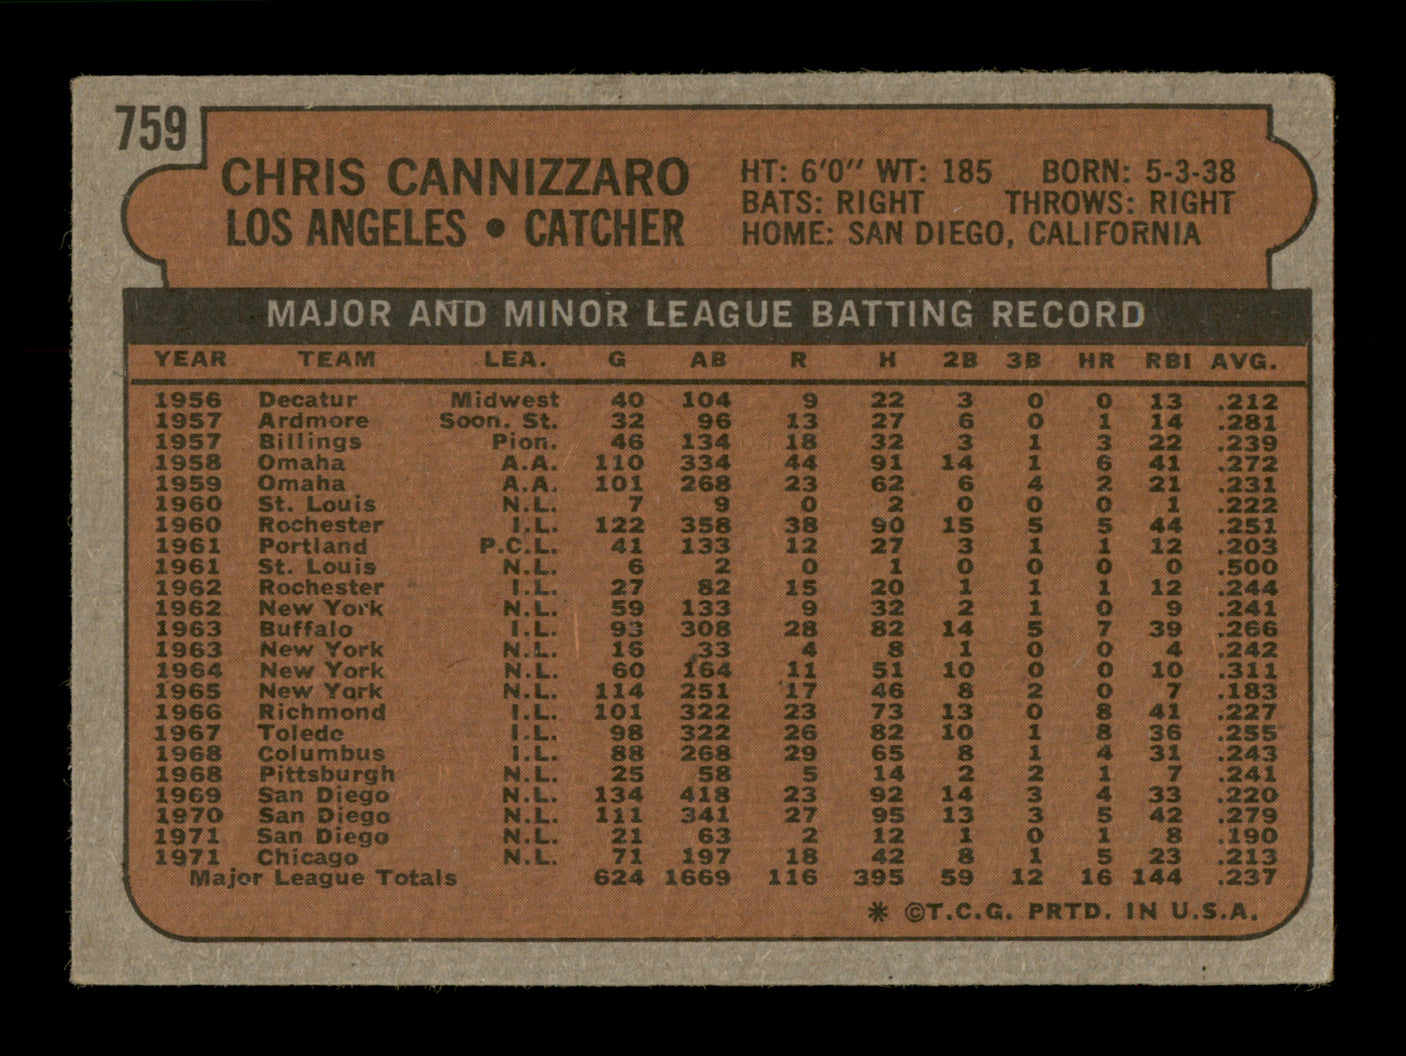 759
CHRIS CANNIZZARO
LOS ANGELES • CATCHER
HT: 6'0" WT: 185 BORN: 5-3-38
BATS: RIGHT THROWS: RIGHT
HOME: SAN DIEGO, CALIFORNIA
MAJOR AND MINOR LEAGUE BATTING RECORD
YEAR TEAM LEA. G AB R H 2B 3B HR RBI AVG.
1956 Decatur Midwest 40 104 9 22 3 0 0 13 .212
1957 Ardmore Soon. St. 32 96 13 27 6 0 1 14 .281
1957 Billings Pion. 46 134 18 32 3 1 3 22 .239
1958 Omaha A.A. 110 334 44 91 14 1 6 41 .272
1959 Omaha A.A. 101 268 23 62 6 4 2 21 .231
1960 St. Louis N.L. 7 9 0 2 0 0 0 1 .222
1960 Rochester I.L. 122 358 38 90 15 5 5 44 .251
1961 Portland P.C.L. 41 133 12 27 3 1 1 12 .203
1961 St. Louis N.L. 6 2 0 1 0 0 0 0 .500
1962 Rochester I.L. 27 82 15 20 1 1 1 12 .244
1962 New York N.L. 59 133 9 32 2 1 0 9 .241
1963 Buffalo I.L. 93 308 28 82 14 5 7 39 .266
1963 New York N.L. 16 33 4 8 1 0 0 4 .242
1964 New York N.L. 60 164 11 51 10 0 0 10 .311
1965 New York N.L. 114 251 17 46 8 2 0 7 .183
1966 Richmond I.L. 101 322 23 73 13 0 8 41 .227
1967 Toledo I.L. 98 322 26 82 10 1 8 36 .255
1968 Columbus I.L. 88 268 29 65 8 1 4 31 .243
1968 Pittsburgh N.L. 25 58 5 14 2 2 1 7 .241
1969 San Diego N.L. 134 418 23 92 14 3 4 33 .220
1970 San Diego N.L. 111 341 27 95 13 3 5 42 .279
1971 San Diego N.L. 21 63 2 12 1 0 1 8 .190
1971 Chicago N.L. 71 197 18 42 8 1 5 23 .213
Major League Totals 624 1669 116 395 59 12 16 144 .237
* ©T.C.G. PRTD. IN U.S.A.